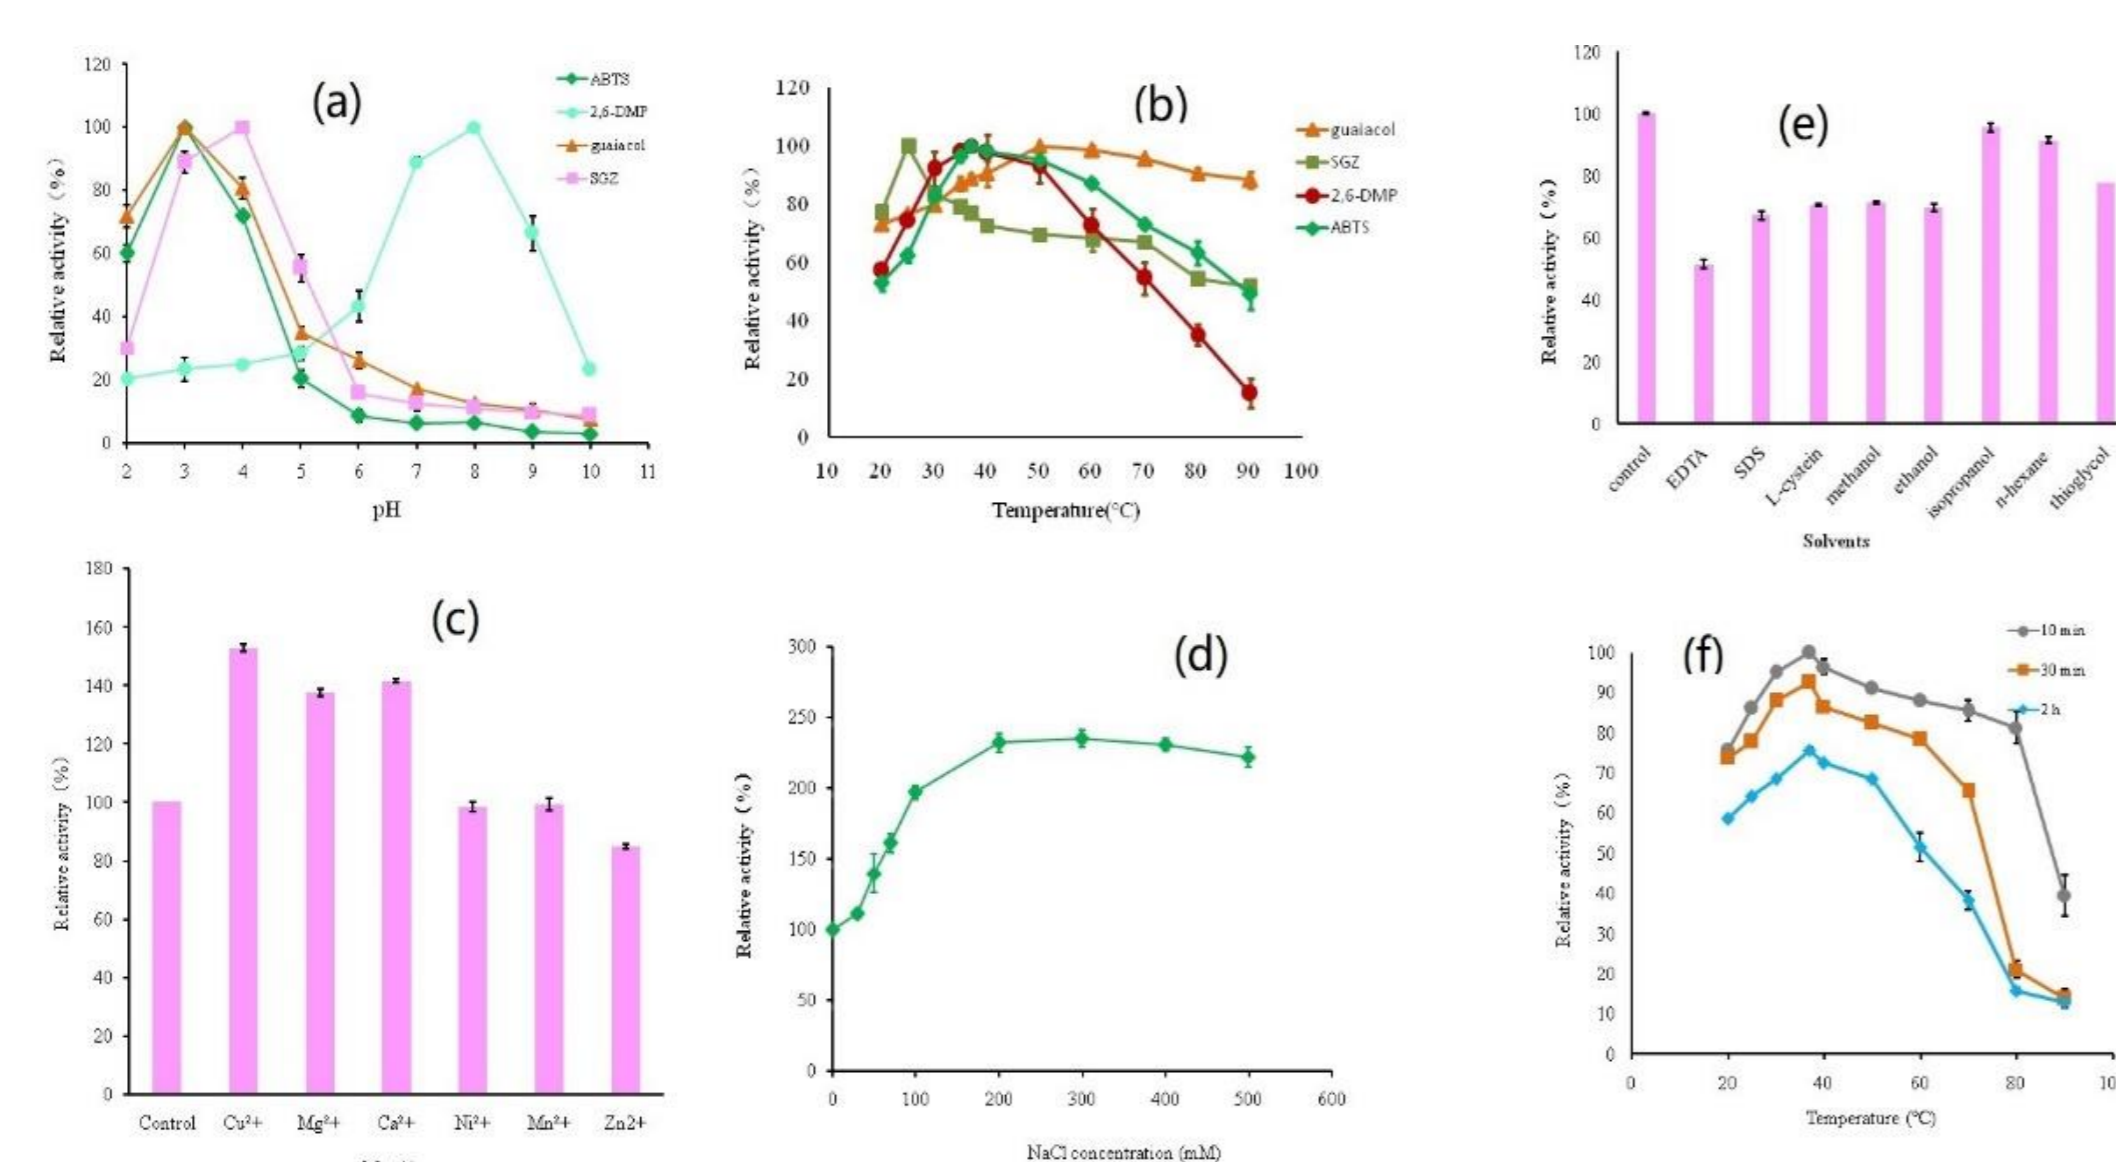 (a)
120
100
80
60
40
20
0
2 3 4 5 6 7 8 9 10 11
Relative activity (%)
pH
ABTS
2,6-DMP
guaiacol
SGZ
(b)
120
100
80
60
40
20
0
10 20 30 40 50 60 70 80 90 100
Relative activity (%)
Temperature(°C)
guaiacol
SGZ
2,6-DMP
ABTS
(e)
120
100
80
60
40
20
0
Relative activity (%)
control
EDTA
SDS
L-cystein
methanol
ethanol
isopropanol
n-hexane
thioglycol
Solvents
(c)
180
160
140
120
100
80
60
40
20
0
Relative activity (%)
Control Cu²+ Mg²+ Ca²+ Ni²+ Mn²+ Zn2+
(d)
300
250
200
150
100
50
0
0 100 200 300 400 500 600
Relative activity (%)
NaCl concentration (mM)
(f)
100
90
80
70
60
50
40
30
20
10
0
0 20 40 60 80 10
Relative activity (%)
Temperature (°C)
10 min
30 min
2 h